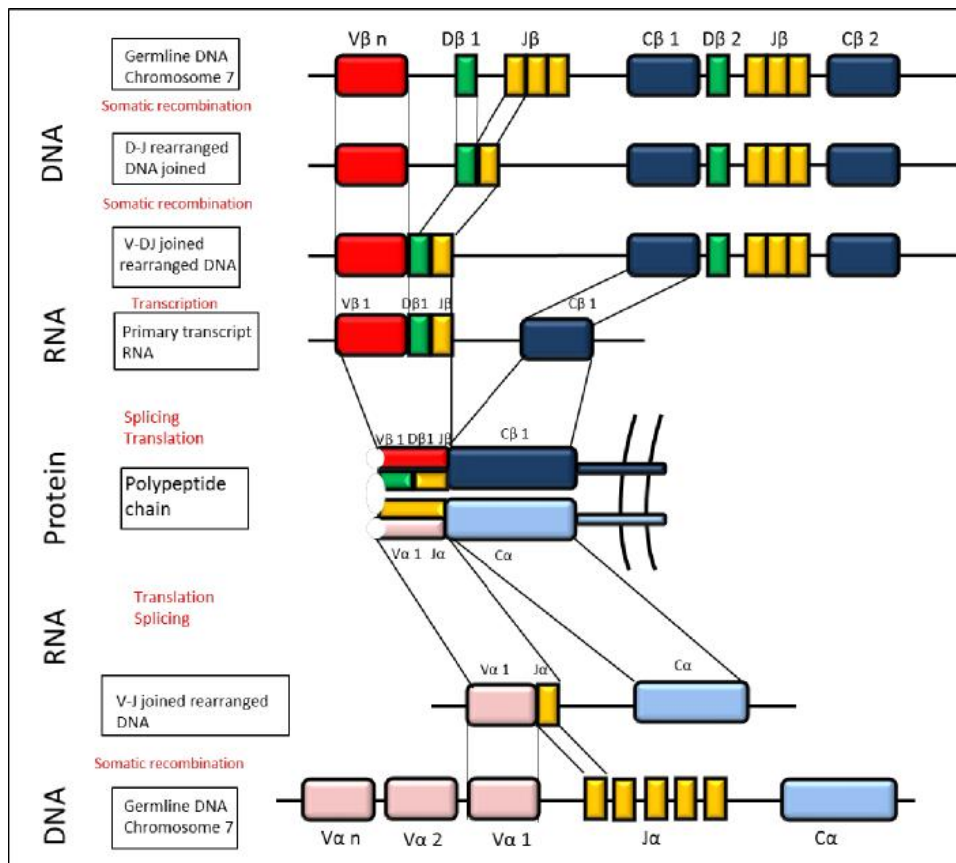 Vβ n
Dβ 1
Jβ
Cβ 1
Dβ 2
Jβ
Cβ 2
Germline DNA
Chromosome 7
Somatic recombination
DNA
D-J rearranged
DNA joined
Somatic recombination
V-DJ joined
rearranged DNA
Transcription
Vβ 1
Dβ1
Jβ
Cβ 1
RNA
Primary transcript
RNA
Splicing
Translation
Vβ 1
Dβ1
Jβ
Cβ 1
Protein
Polypeptide
chain
Vα 1
Jα
Cα
Translation
Splicing
RNA
Vα 1
Jα
Cα
V-J joined rearranged
DNA
Somatic recombination
DNA
Germline DNA
Chromosome 7
Vα n
Vα 2
Vα 1
Jα
Cα